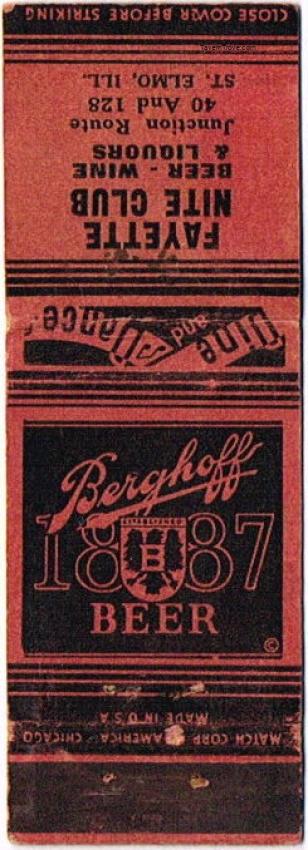 CLOSE COVER BEFORE STRIKING
FAYETTE
NITE CLUB
BEER - WINE
& LIQUORS
Junction Route
40 And 128
ST. ELMO, ILL.
Dine and Dance
Berghoff
1887
B
BEER
©
MATCH CORP. AMERICA, CHICAGO
MADE IN U.S.A.